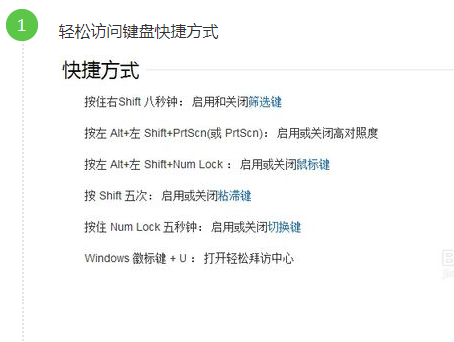 1
轻松访问键盘快捷方式
快捷方式
按住右Shift 八秒钟： 启用和关闭筛选键
按左 Alt+左 Shift+PrtScn(或 PrtScn)： 启用或关闭高对照度
按左 Alt+左 Shift+Num Lock ： 启用或关闭鼠标键
按 Shift 五次： 启用或关闭粘滞键
按住 Num Lock 五秒钟： 启用或关闭切换键
Windows 徽标键 + U ： 打开轻松拜访中心